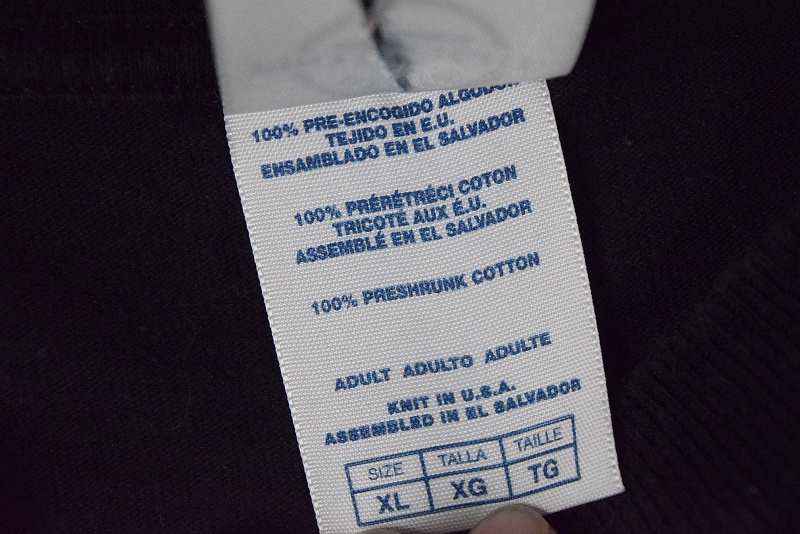 100% PRE-ENCOGIDO ALGODON
TEJIDO EN E.U.
ENSAMBLADO EN EL SALVADOR
100% PRÉRÉTRÉCI COTON
TRICOTÉ AUX É.U.
ASSEMBLÉ EN EL SALVADOR
100% PRESHRUNK COTTON
ADULT ADULTO ADULTE
KNIT IN U.S.A.
ASSEMBLED IN EL SALVADOR
SIZE TALLA TAILLE
XL XG TG